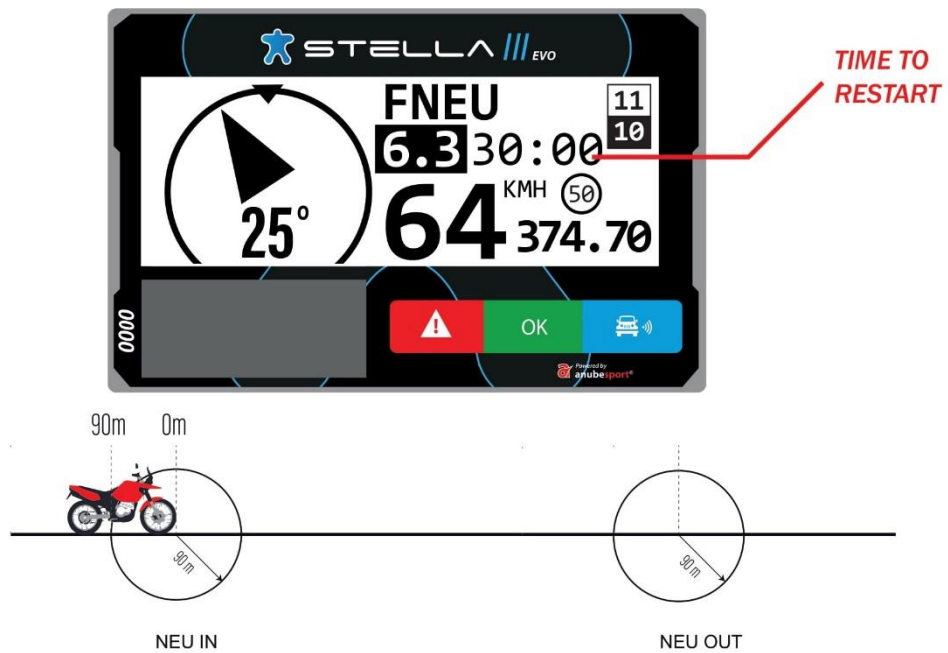 STELLA III EVO
TIME TO
RESTART
FNEU
11
10
6.3 30:00
64 KMH 50
374.70
25°
0000
!
OK
Powered by
anubesport®
90m 0m
90 m
90 m
NEU IN
NEU OUT